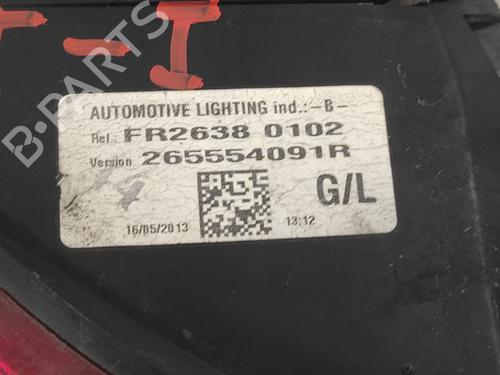 B-PARTS
AUTOMOTIVE LIGHTING ind.:-B-
Ref.: FR2638 0102
Version 265554091R
G/L
16/05/2013 13:12